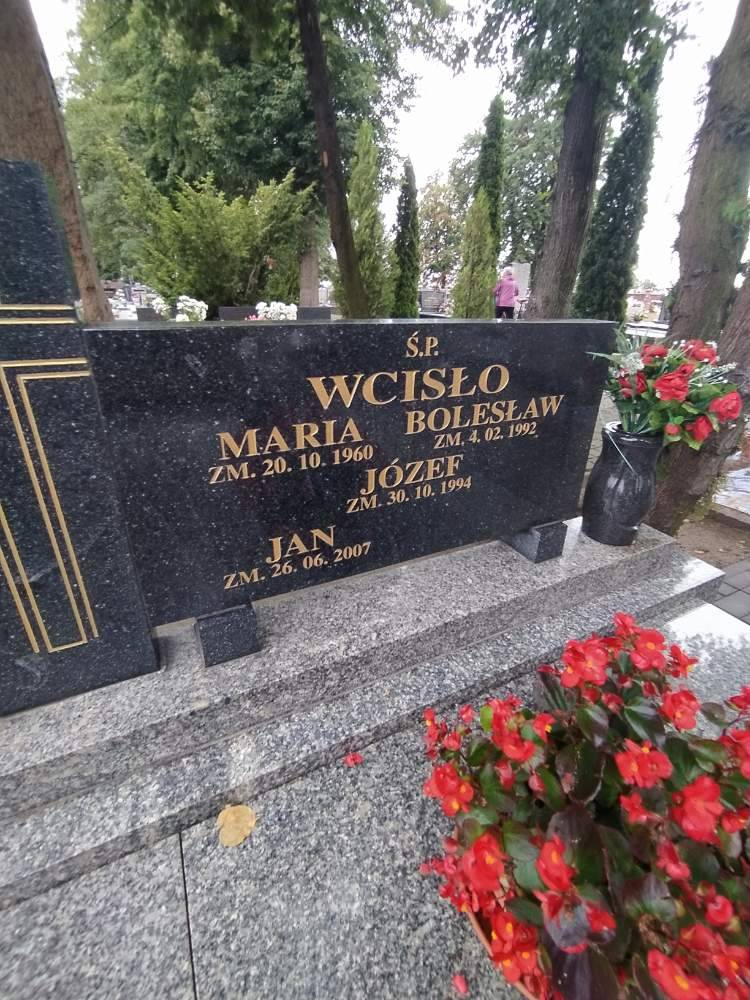 Ś.P.
WCISŁO
MARIA
ZM. 20. 10. 1960
BOLESŁAW
ZM. 4. 02. 1992
JÓZEF
ZM. 30. 10. 1994
JAN
ZM. 26. 06. 2007